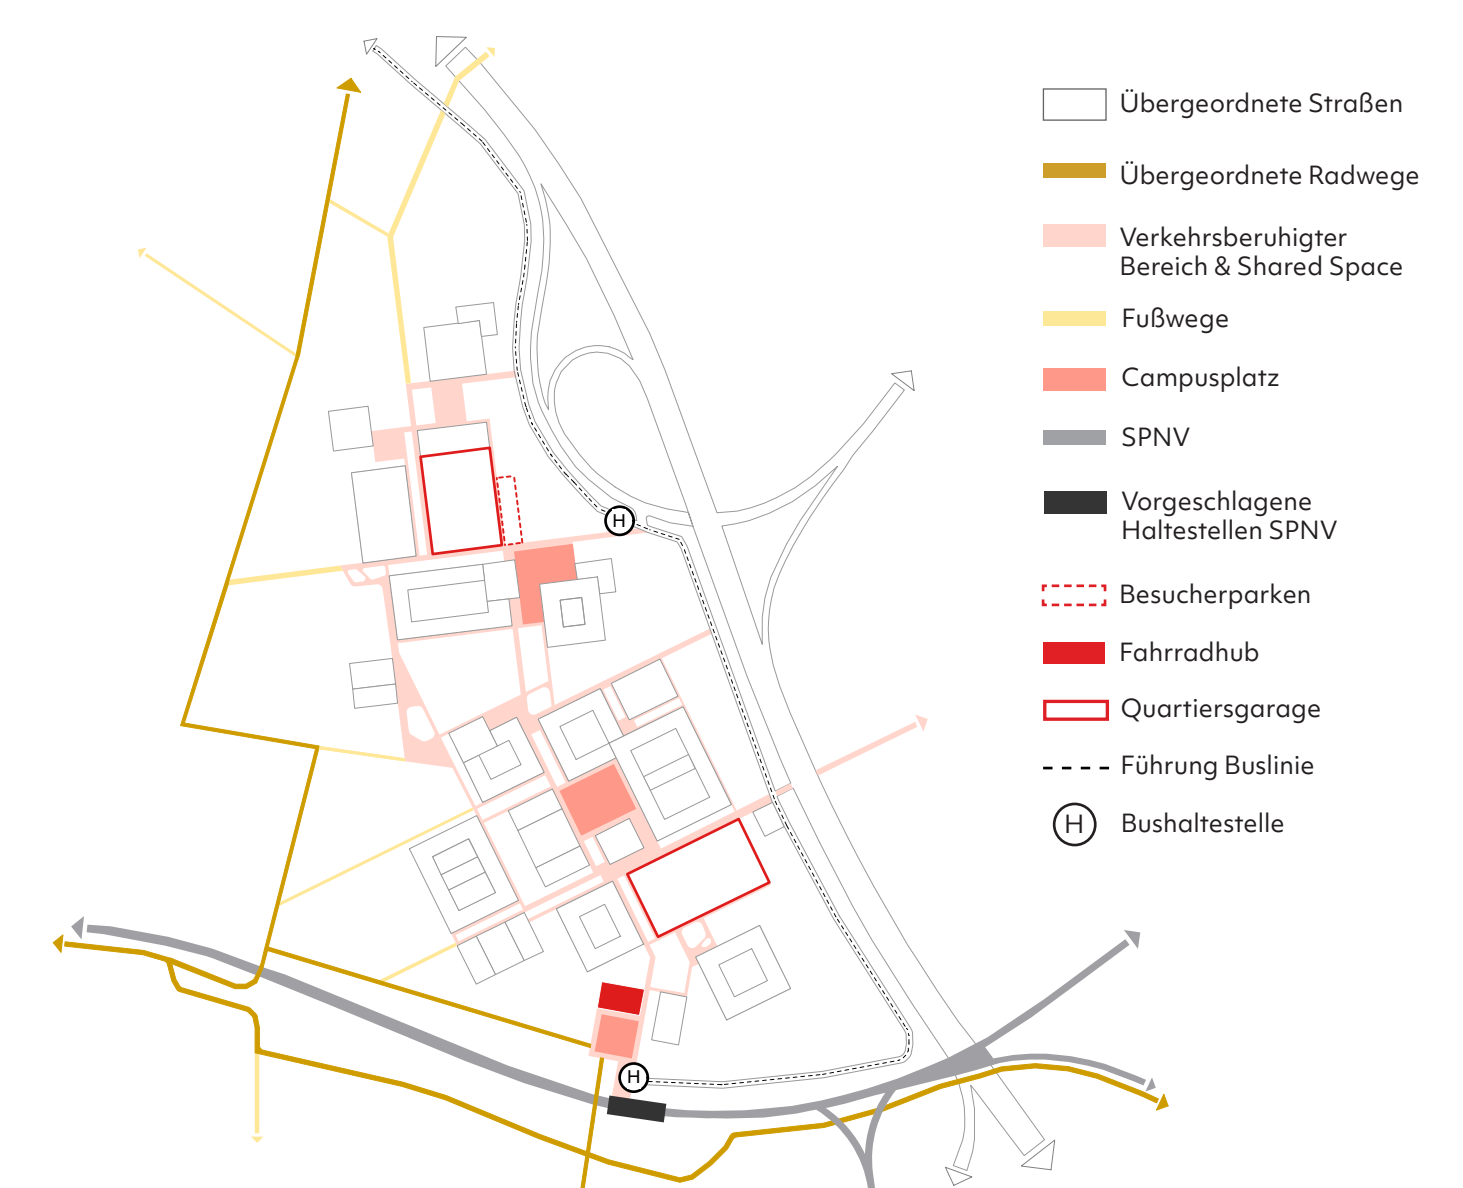 Übergeordnete Straßen
Übergeordnete Radwege
Verkehrsberuhigter
Bereich & Shared Space
Fußwege
Campusplatz
SPNV
Vorgeschlagene
Haltestellen SPNV
Besucherparken
Fahrradhub
Quartiersgarage
Führung Buslinie
H Bushaltestelle
H
H